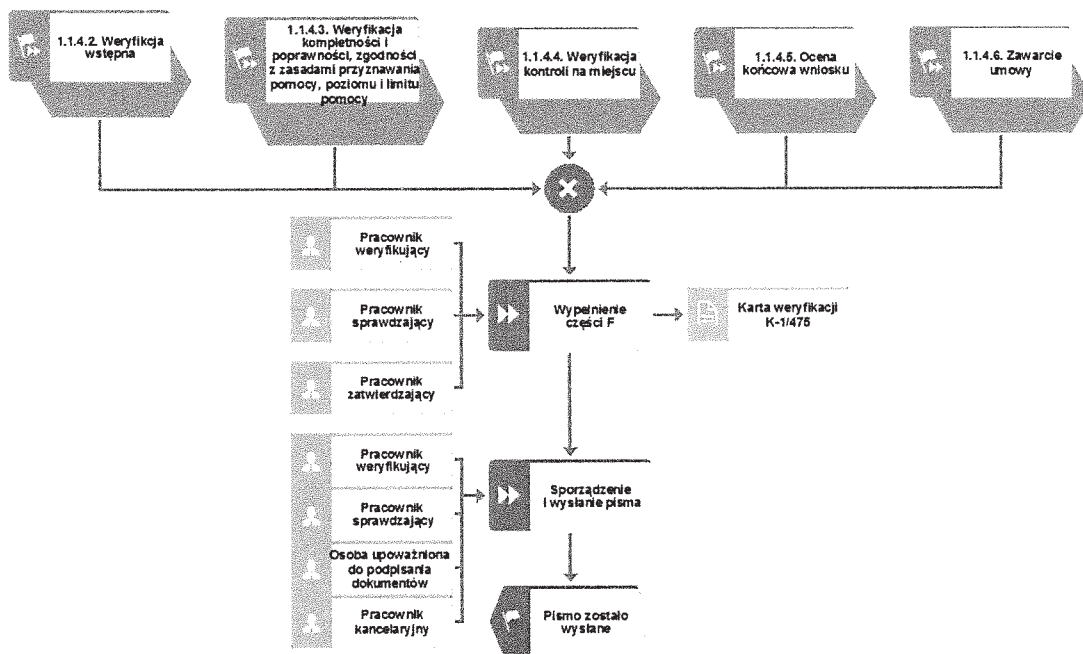 1.1.4.2. Weryfikcja
wstępna
1.1.4.3. Weryfikacja
kompletności i
poprawności, zgodności
z zasadami przyznawania
pomocy, poziomu i limitu
pomocy
1.1.4.4. Weryfikacja
kontroli na miejscu
1.1.4.5. Ocena
końcowa wniosku
1.1.4.6. Zawarcie
umowy
Pracownik
weryfikujący
Pracownik
sprawdzający
Pracownik
zatwierdzający
Wypełnienie
części F
Karta weryfikacji
K-1/475
Pracownik
weryfikujący
Pracownik
sprawdzający
Osoba upoważniona
do podpisania
dokumentów
Pracownik
kancelaryjny
Sporządzenie
i wysłanie pisma
Pismo zostało
wysłane